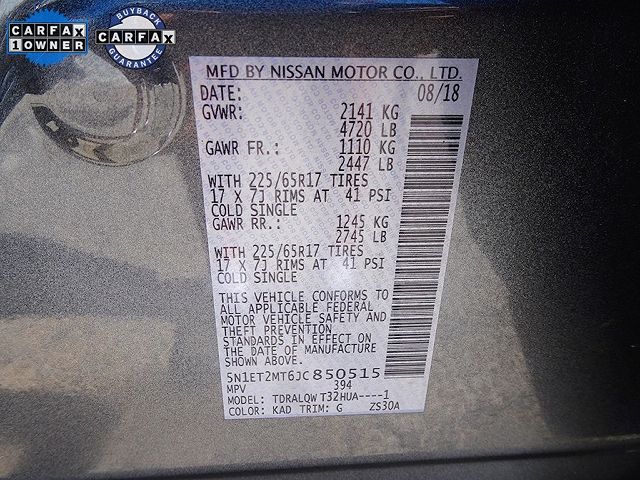 CARFAX
1 OWNER
BUYBACK
CARFAX
GUARANTEE
MFD BY NISSAN MOTOR CO., LTD.
DATE: 08/18
GVWR: 2141 KG
4720 LB
GAWR FR.: 1110 KG
2447 LB
WITH 225/65R17 TIRES
17 X 7J RIMS AT 41 PSI
COLD SINGLE
GAWR RR.: 1245 KG
2745 LB
WITH 225/65R17 TIRES
17 X 7J RIMS AT 41 PSI
COLD SINGLE
THIS VEHICLE CONFORMS TO
ALL APPLICABLE FEDERAL
MOTOR VEHICLE SAFETY AND
THEFT PREVENTION
STANDARDS IN EFFECT ON
THE DATE OF MANUFACTURE
SHOWN ABOVE.
5N1ET2MT6JC850515
MPV 394
MODEL: TDRALQW T32HUA----1
COLOR: KAD TRIM: G ZS30A